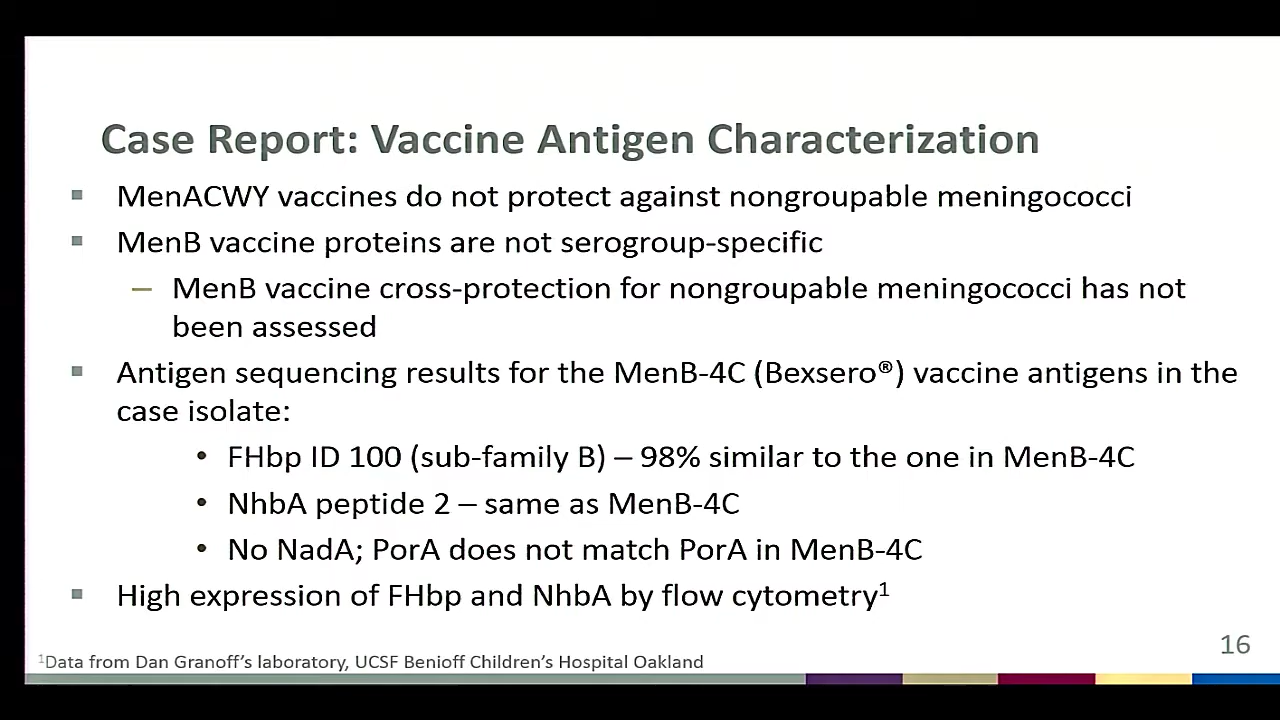 Case Report: Vaccine Antigen Characterization
▪ MenACWY vaccines do not protect against nongroupable meningococci
▪ MenB vaccine proteins are not serogroup-specific
– MenB vaccine cross-protection for nongroupable meningococci has not
been assessed
▪ Antigen sequencing results for the MenB-4C (Bexsero®) vaccine antigens in the
case isolate:
• FHbp ID 100 (sub-family B) – 98% similar to the one in MenB-4C
• NhbA peptide 2 – same as MenB-4C
• No NadA; PorA does not match PorA in MenB-4C
▪ High expression of FHbp and NhbA by flow cytometry¹
16
¹Data from Dan Granoff’s laboratory, UCSF Benioff Children’s Hospital Oakland